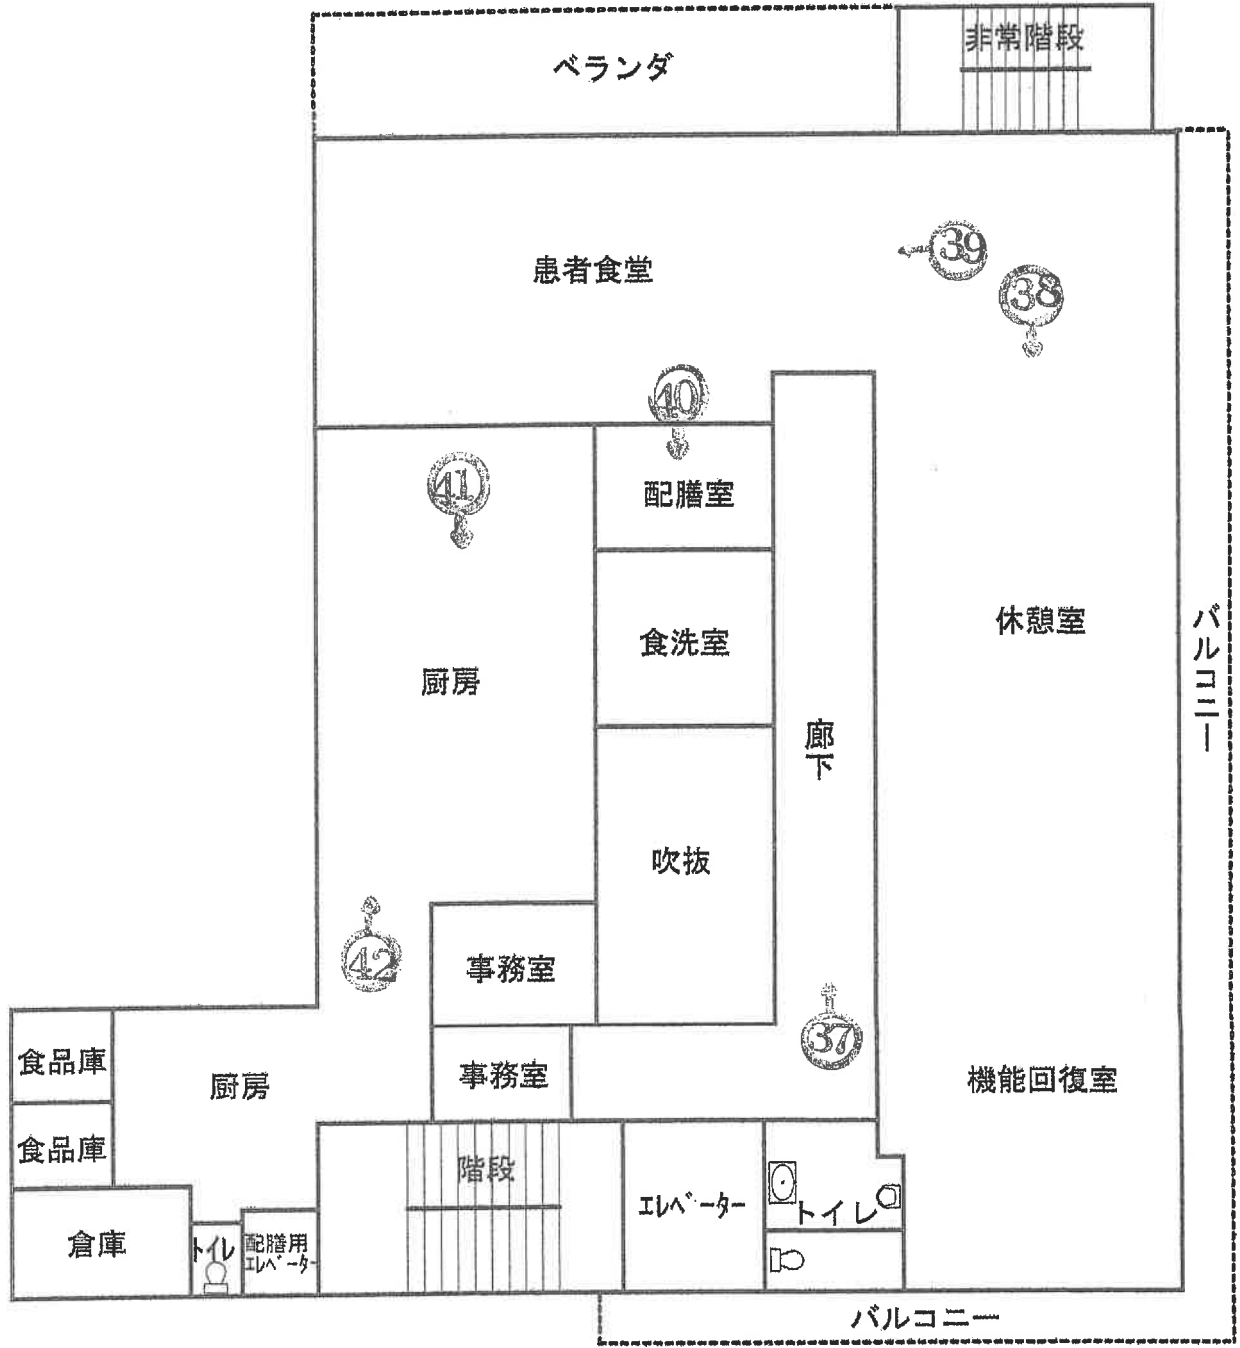 非常階段
ベランダ
39
患者食堂
38
40
41
配膳室
休憩室
バルコニー
食洗室
厨房
廊下
吹抜
42
事務室
37
食品庫
事務室
厨房
機能回復室
食品庫
階段
エレベーター
トイレ
倉庫
トイレ
配膳用
エレベーター
バルコニー